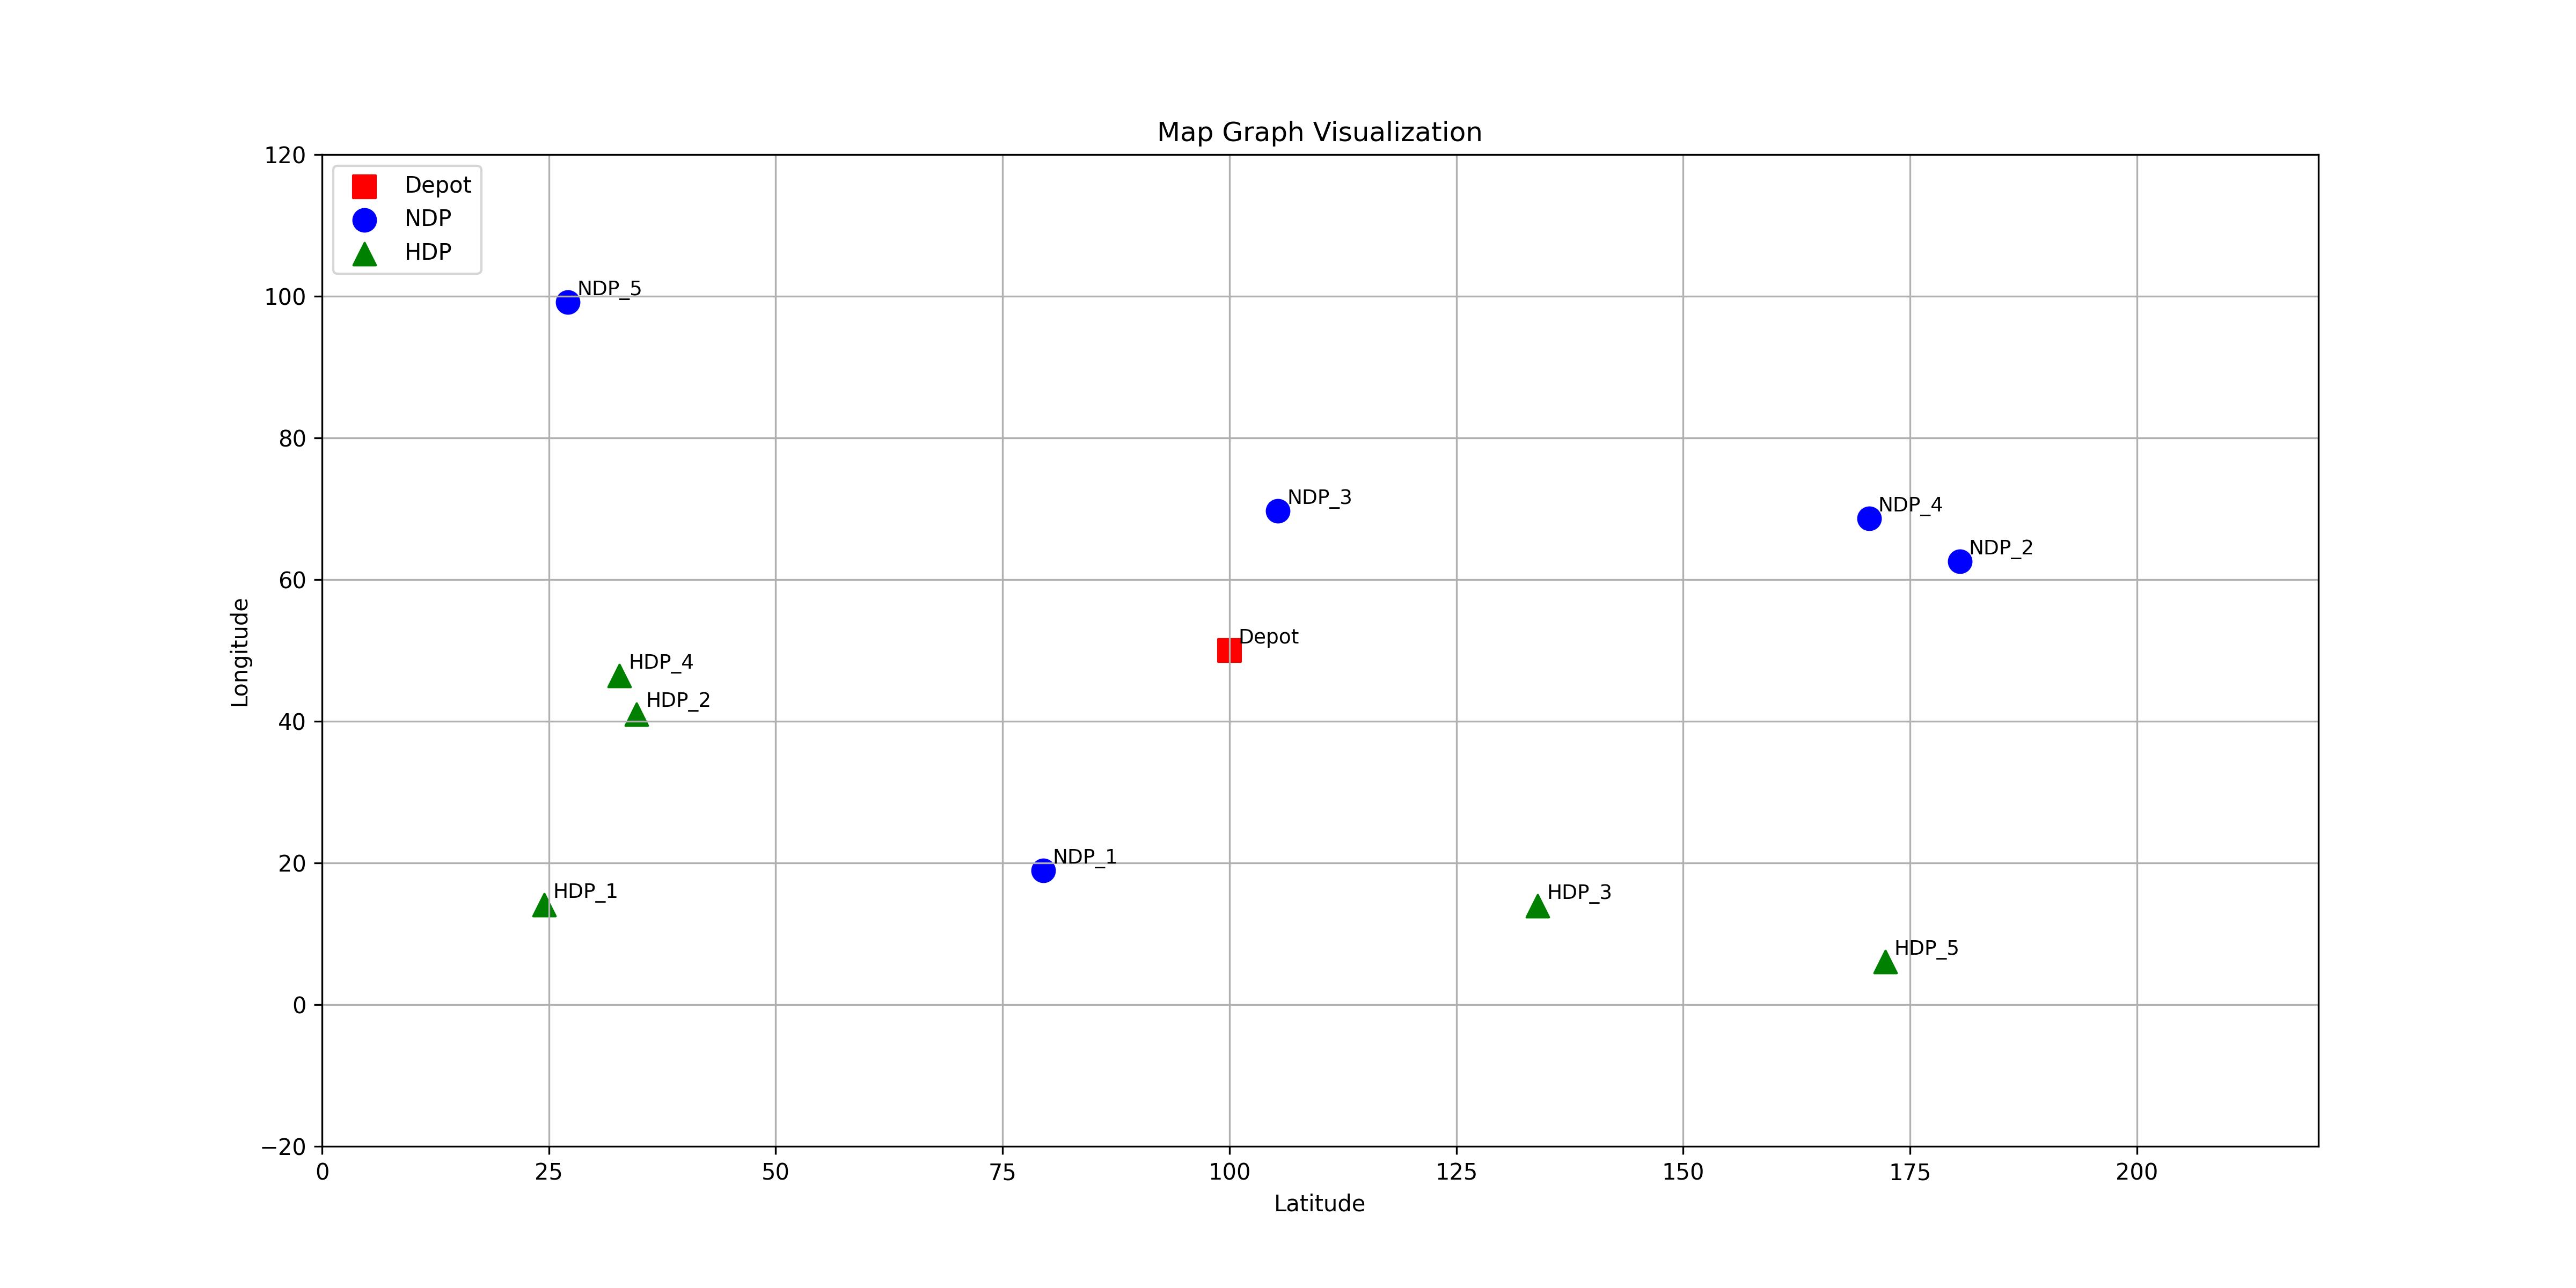 Map Graph Visualization
120
100
80
60
40
20
0
−20
Longitude
Depot
NDP
HDP
NDP_5
NDP_3
NDP_4
NDP_2
Depot
HDP_4
HDP_2
NDP_1
HDP_1
HDP_3
HDP_5
0 25 50 75 100 125 150 175 200
Latitude